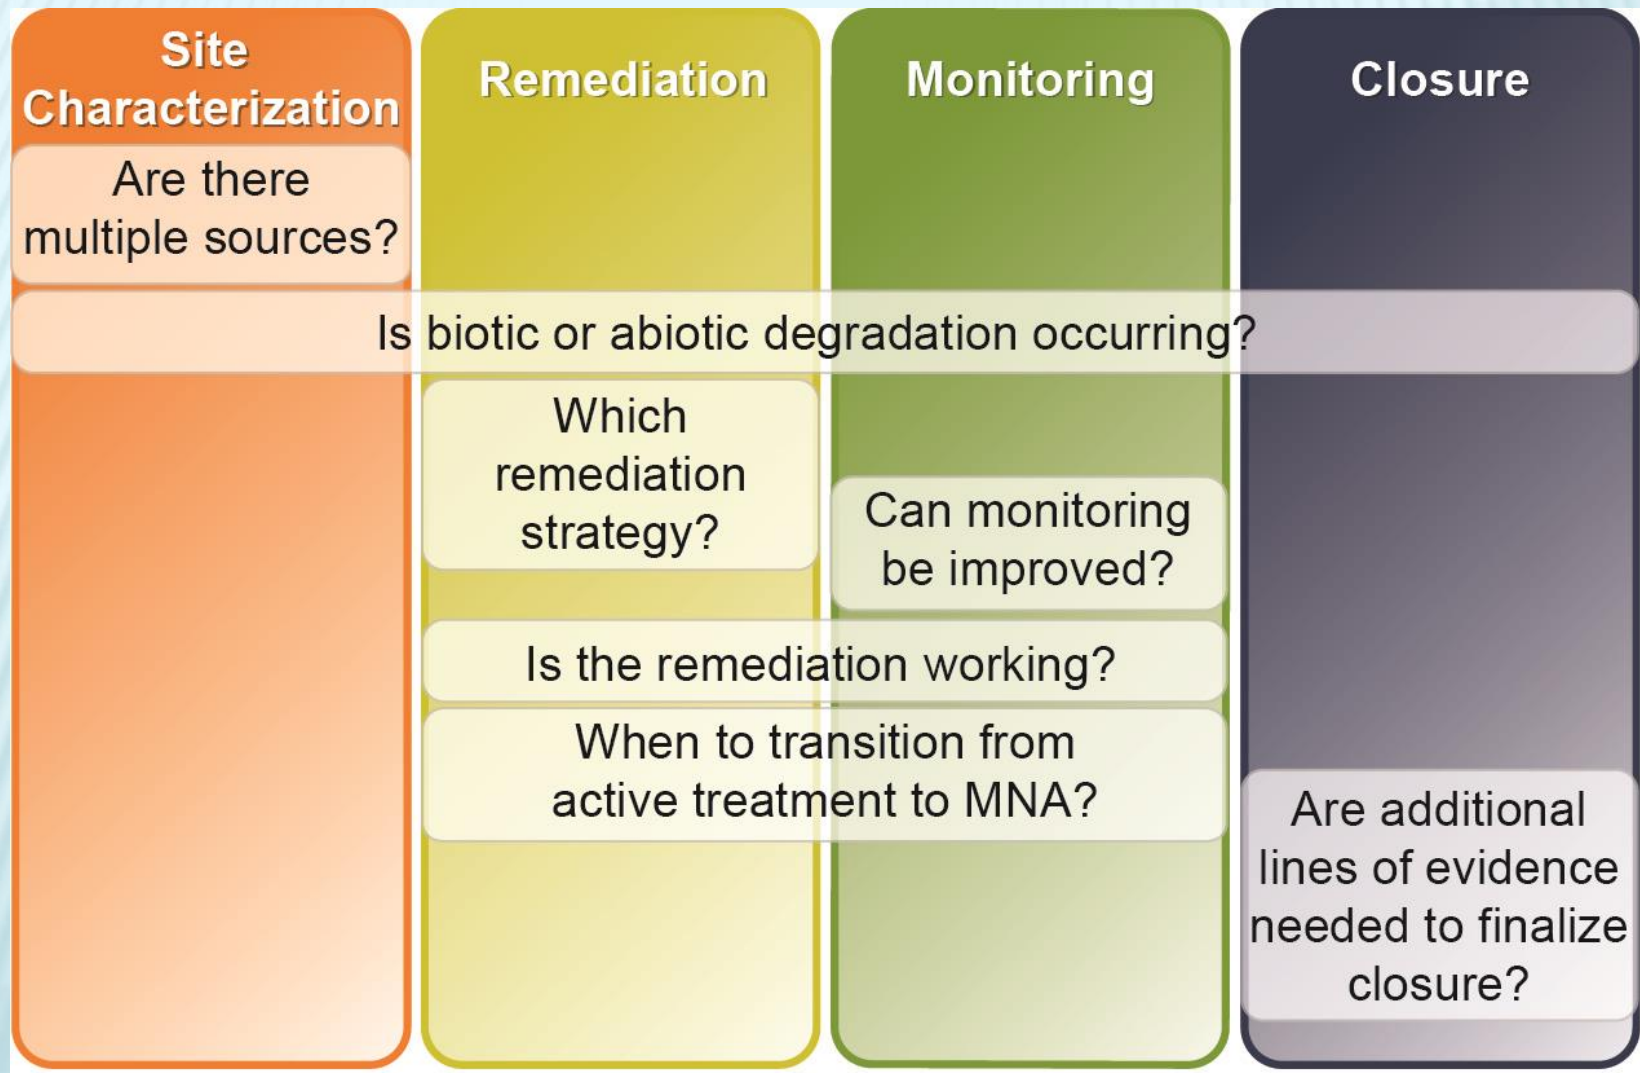 Site
Characterization
Remediation
Monitoring
Closure
Are there
multiple sources?
Is biotic or abiotic degradation occurring?
Which
remediation
strategy?
Can monitoring
be improved?
Is the remediation working?
When to transition from
active treatment to MNA?
Are additional
lines of evidence
needed to finalize
closure?